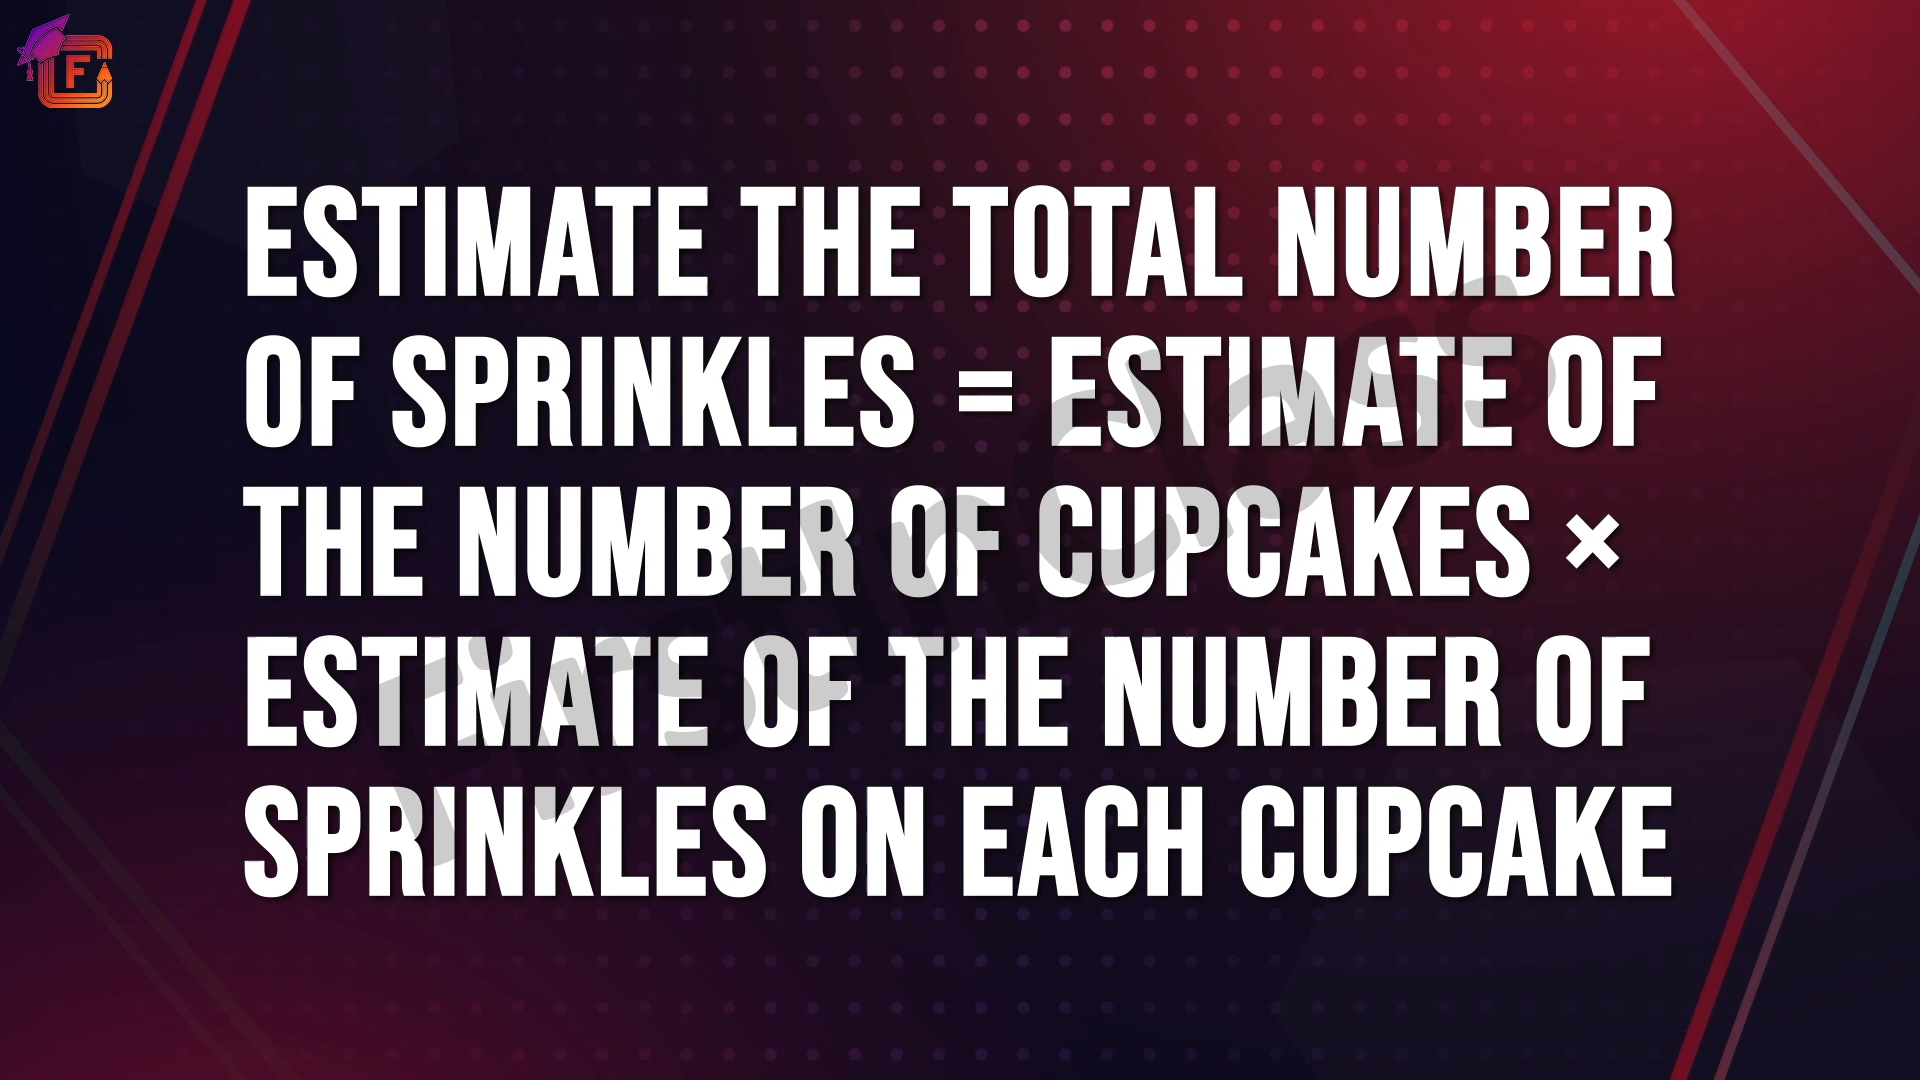 F
ESTIMATE THE TOTAL NUMBER
OF SPRINKLES = ESTIMATE OF
THE NUMBER OF CUPCAKES ×
ESTIMATE OF THE NUMBER OF
SPRINKLES ON EACH CUPCAKE
FirstinClass